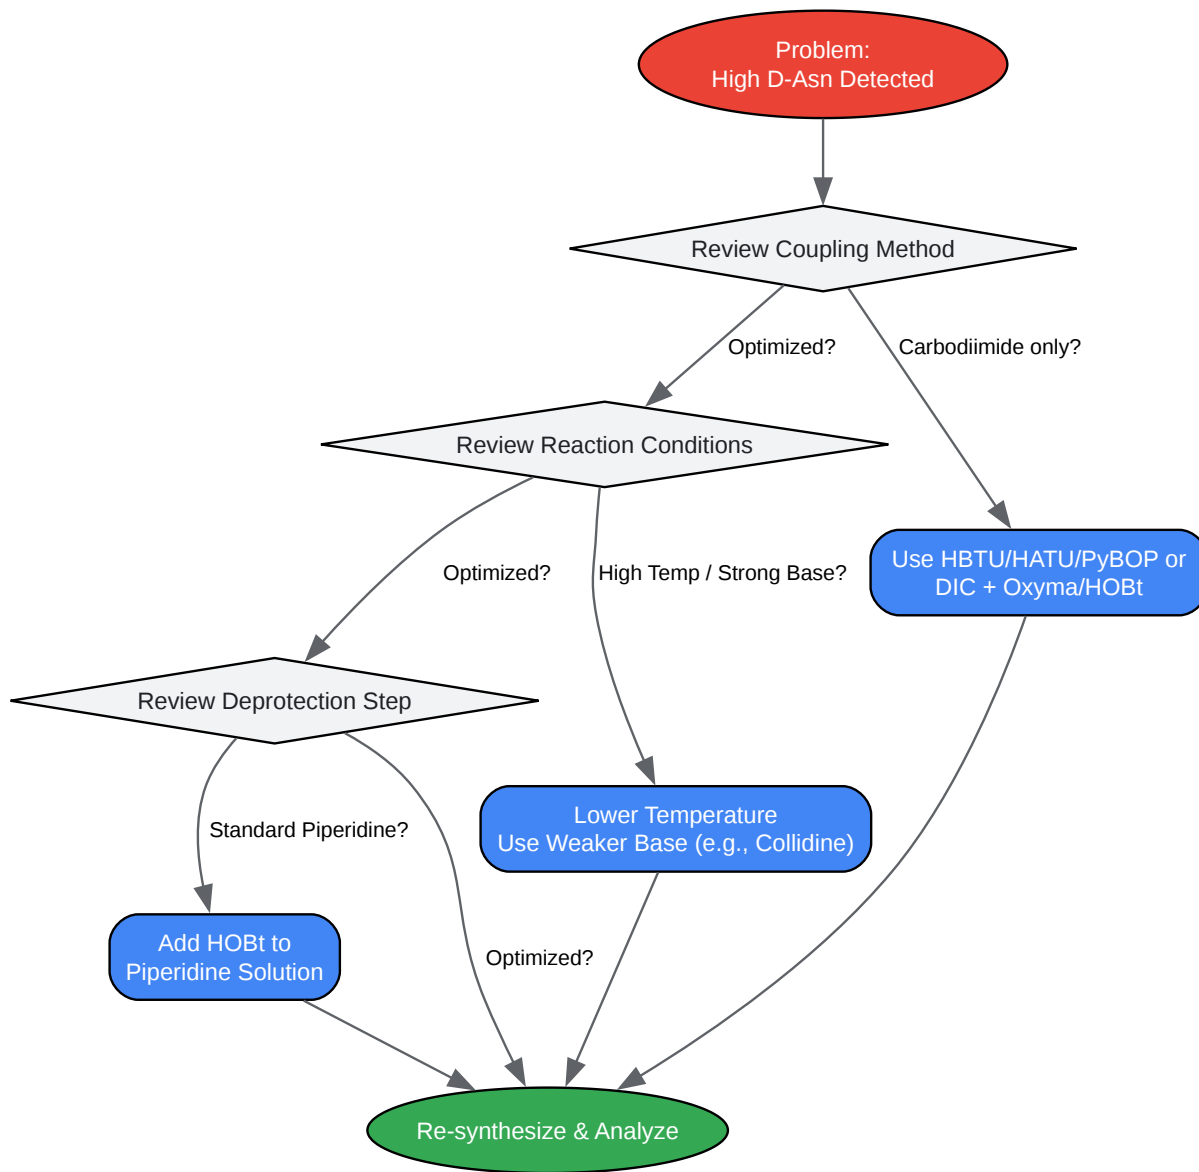 Problem:
High D-Asn Detected
Review Coupling Method
Optimized?
Carbodiimide only?
Review Reaction Conditions
Optimized?
High Temp / Strong Base?
Use HBTU/HATU/PyBOP or
DIC + Oxyma/HOBt
Review Deprotection Step
Standard Piperidine?
Lower Temperature
Use Weaker Base (e.g., Collidine)
Add HOBt to
Piperidine Solution
Optimized?
Re-synthesize & Analyze